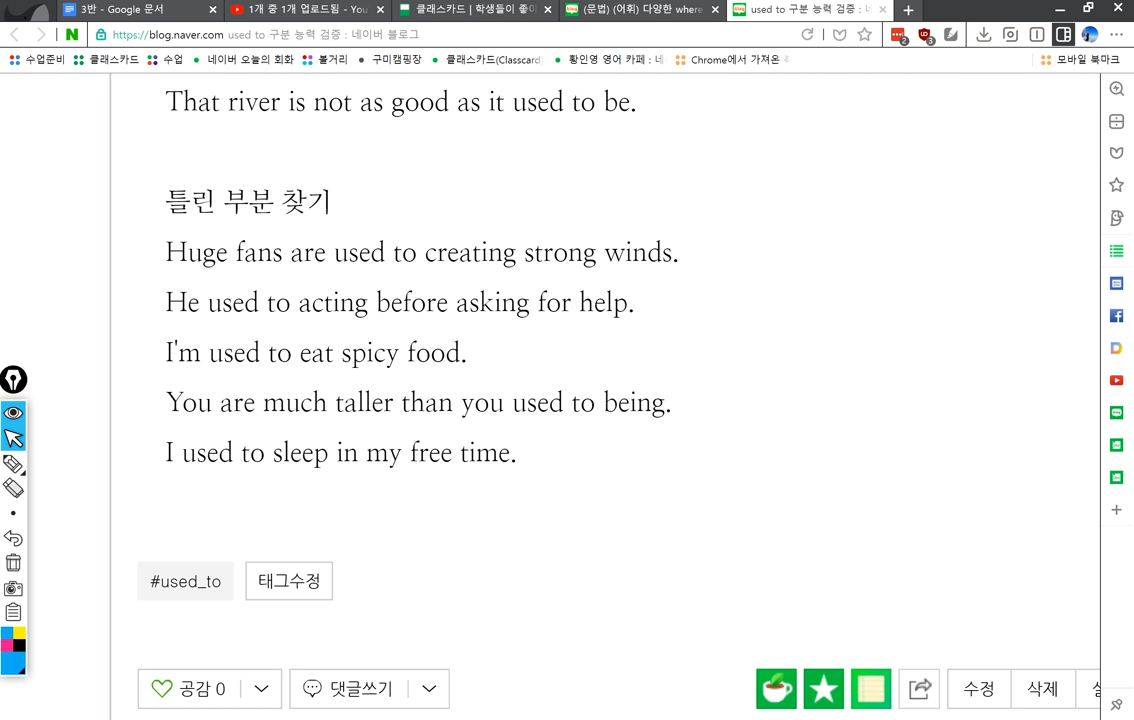 3반 - Google 문서
1개 중 1개 업로드됨 - You
클래스카드 | 학생들이 좋아
(문법) (어휘) 다양한 where
used to 구분 능력 검증 : 네
https://blog.naver.com used to 구분 능력 검증 : 네이버 블로그
수업준비 클래스카드 수업 네이버 오늘의 회화 볼거리 구미캠핑장 클래스카드(Classcard) 황인영 영어 카페 : 네 Chrome에서 가져온 모바일 북마크
That river is not as good as it used to be.
틀린 부분 찾기
Huge fans are used to creating strong winds.
He used to acting before asking for help.
I'm used to eat spicy food.
You are much taller than you used to being.
I used to sleep in my free time.
#used_to 태그수정
공감 0 댓글쓰기 수정 삭제